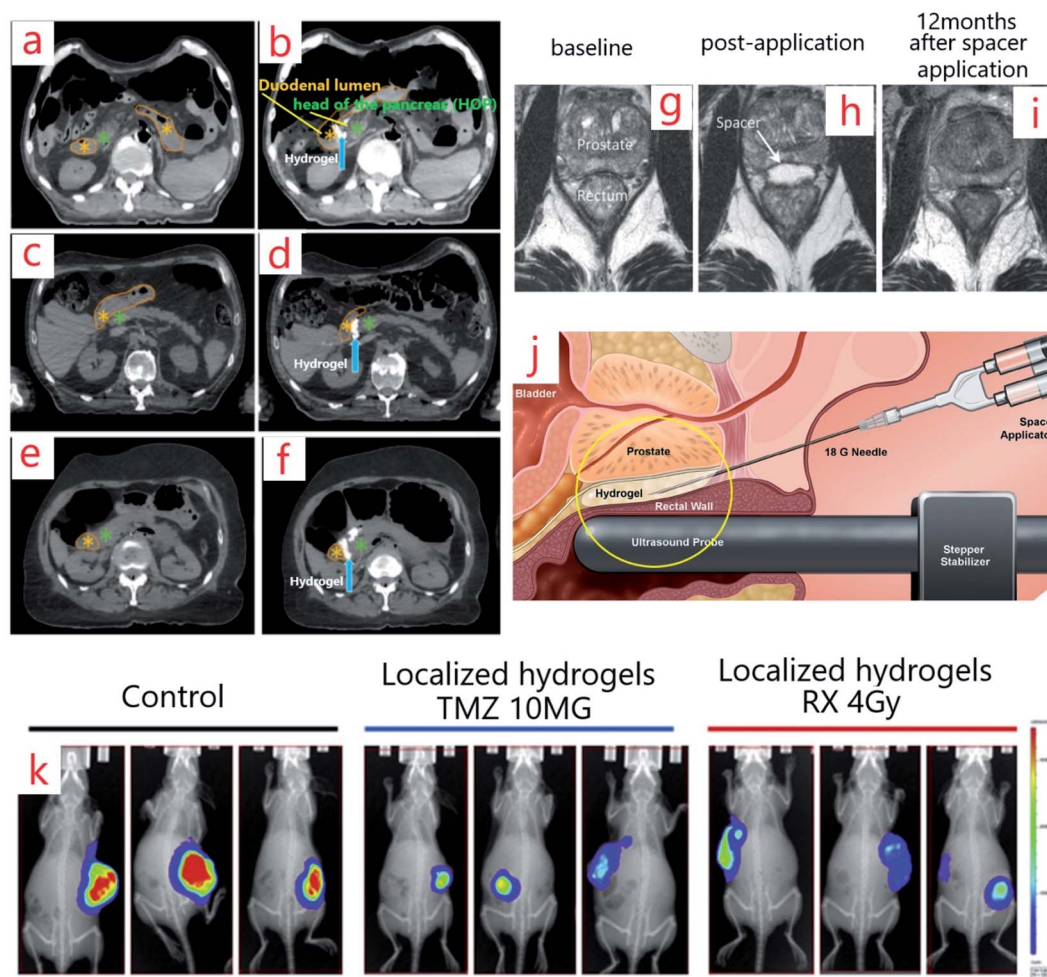 a
b
Duodenal lumen
head of the pancrear (HØP)
Hydrogel
c
d
Hydrogel
e
f
Hydrogel
baseline
post-application
12months
after spacer
application
g
Prostate
Rectum
h
Spacer
i
j
Bladder
Prostate
Hydrogel
Rectal Wall
Ultrasound Probe
18 G Needle
Stepper
Stabilizer
Control
Localized hydrogels
TMZ 10MG
Localized hydrogels
RX 4Gy
k